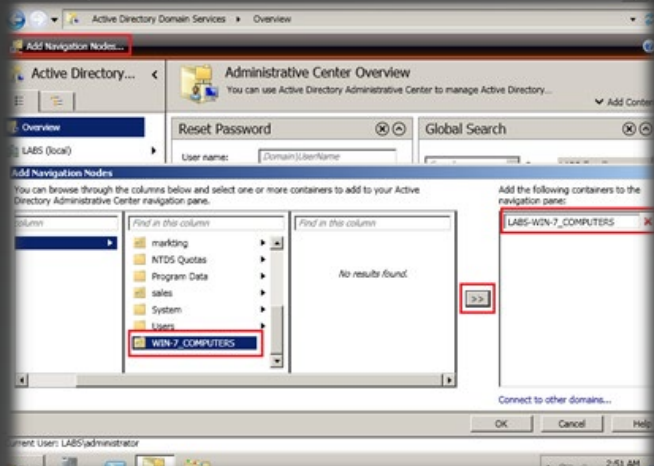 Active Directory Domain Services Overview
Add Navigation Nodes...
Active Directory...
Administrative Center Overview
You can use Active Directory Administrative Center to manage Active Directory...
Add Conten
Overview
LABS (local)
Reset Password
Global Search
User name:
Domain\UserName
Add Navigation Nodes
You can browse through the columns below and select one or more containers to add to your Active
Directory Administrative Center navigation pane.
Add the following containers to the
navigation pane:
column
Find in this column
Find in this column
LABS-WIN-7_COMPUTERS
markting
NTDS Quotas
Program Data
sales
System
Users
WIN-7_COMPUTERS
No results found.
>>
Connect to other domains...
OK
Cancel
Help
urrent User: LABS\administrator
2:51 AM